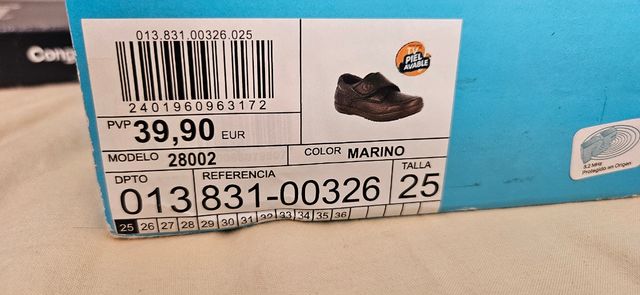 013.831.00326.025
2401960963172
PVP 39,90 EUR
MODELO 28002
COLOR MARINO
DPTO REFERENCIA TALLA
013 831-00326 25
25 26 27 28 29 30 31 32 33 34 35 36
PIEL
LAVABLE
8.2 MHz
Protegido en Origen
Cong